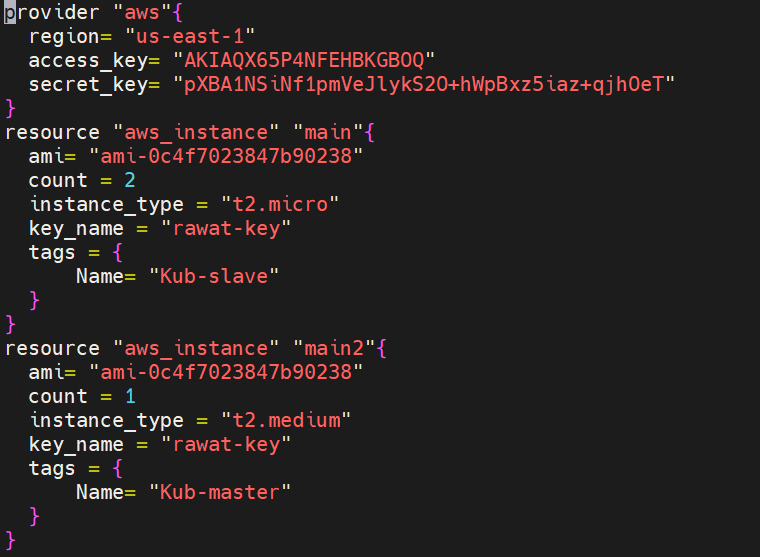 provider "aws"{
  region= "us-east-1"
  access_key= "AKIAQX65P4NFEHBKGBOQ"
  secret_key= "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"
}
resource "aws_instance" "main"{
  ami= "ami-0c4f7023847b90238"
  count = 2
  instance_type = "t2.micro"
  key_name = "rawat-key"
  tags = {
      Name= "Kub-slave"
  }
}
resource "aws_instance" "main2"{
  ami= "ami-0c4f7023847b90238"
  count = 1
  instance_type = "t2.medium"
  key_name = "rawat-key"
  tags = {
      Name= "Kub-master"
  }
}